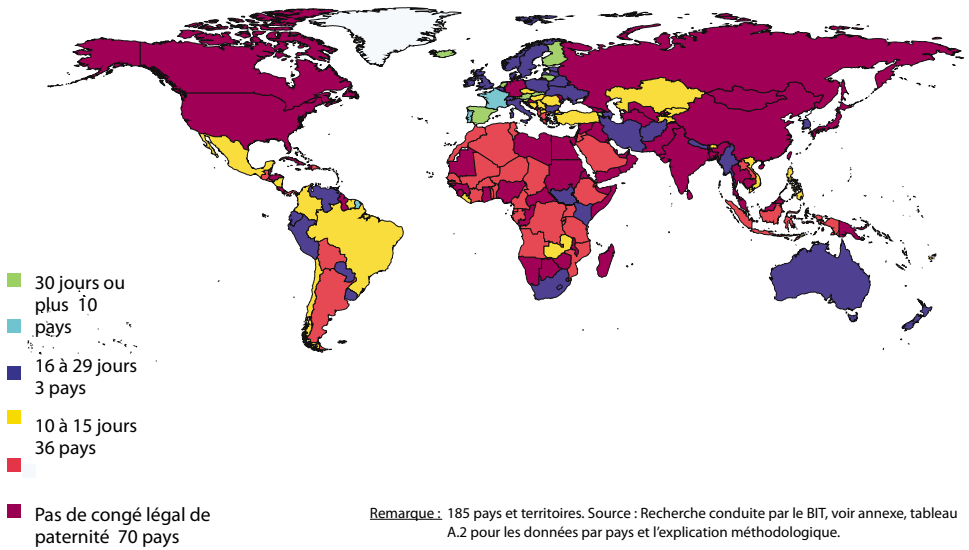 30 jours ou
plus 10
pays
16 à 29 jours
3 pays
10 à 15 jours
36 pays
Pas de congé légal de
paternité 70 pays
Remarque : 185 pays et territoires. Source : Recherche conduite par le BIT, voir annexe, tableau
A.2 pour les données par pays et l’explication méthodologique.